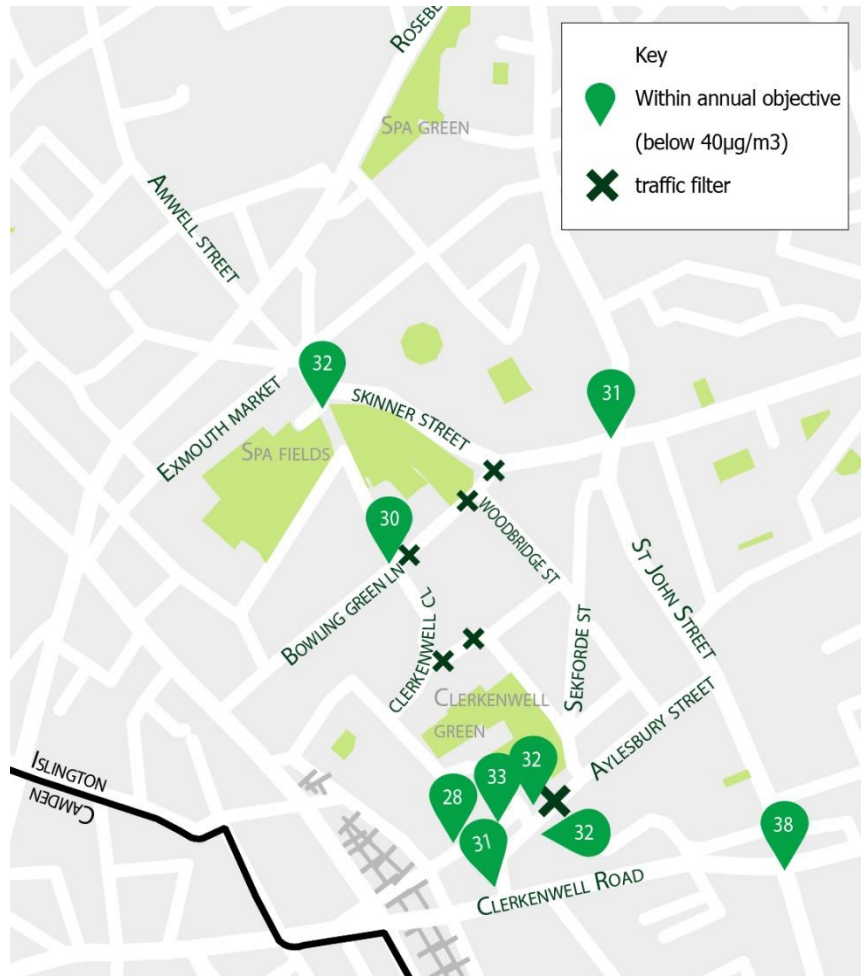 Key
Within annual objective
(below 40µg/m3)
traffic filter
ROSEBE
SPA GREEN
AMWELL STREET
32
31
SKINNER STREET
EXMOUTH MARKET
SPA FIELDS
30
WOODBRIDGE ST
BOWLING GREEN LN
ST JOHN STREET
CLERKENWELL CL
SEKFORDE ST
CLERKENWELL
GREEN
AYLESBURY STREET
ISLINGTON
CAMDEN
32
33
28
31
32
38
CLERKENWELL ROAD